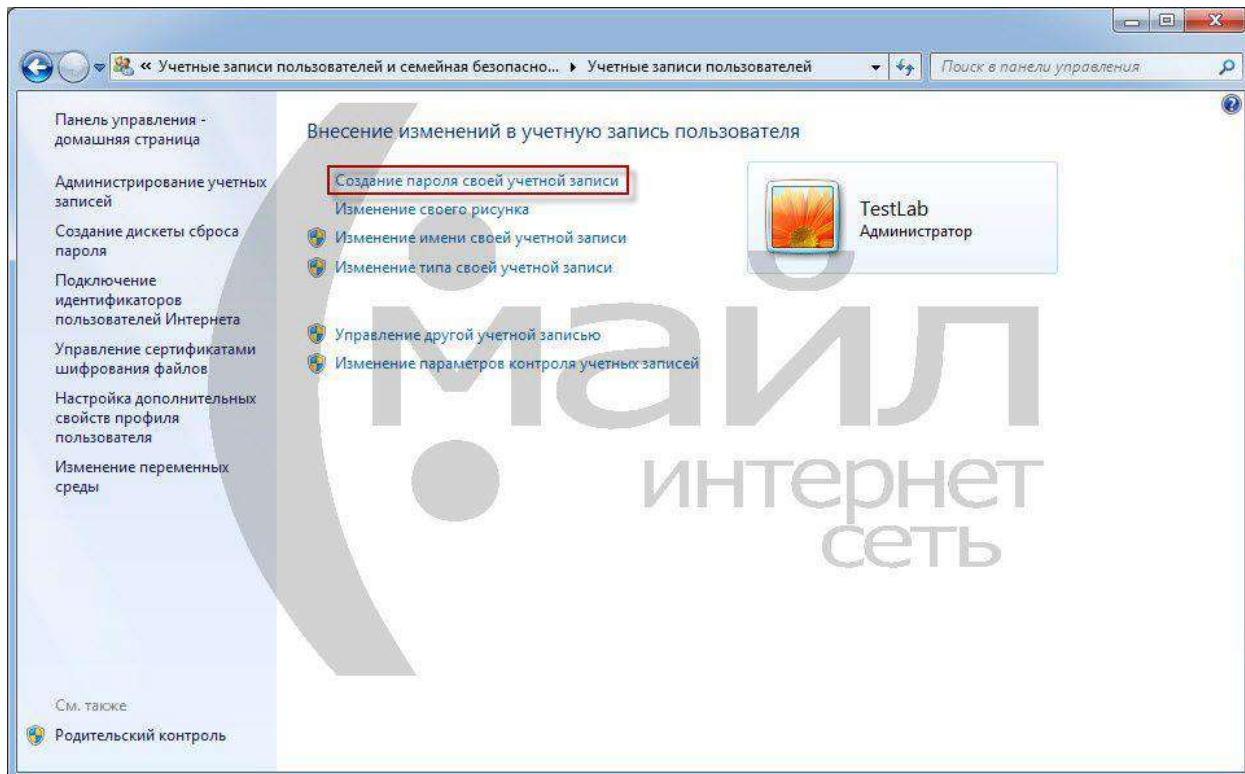 « Учетные записи пользователей и семейная безопасно... Учетные записи пользователей
Поиск в панели управления
Панель управления -
домашняя страница
Администрирование учетных
записей
Создание дискеты сброса
пароля
Подключение
идентификаторов
пользователей Интернета
Управление сертификатами
шифрования файлов
Настройка дополнительных
свойств профиля
пользователя
Изменение переменных
среды
См. также
Родительский контроль
Внесение изменений в учетную запись пользователя
Создание пароля своей учетной записи
Изменение своего рисунка
Изменение имени своей учетной записи
Изменение типа своей учетной записи
Управление другой учетной записью
Изменение параметров контроля учетных записей
TestLab
Администратор
майл
интернет
сеть